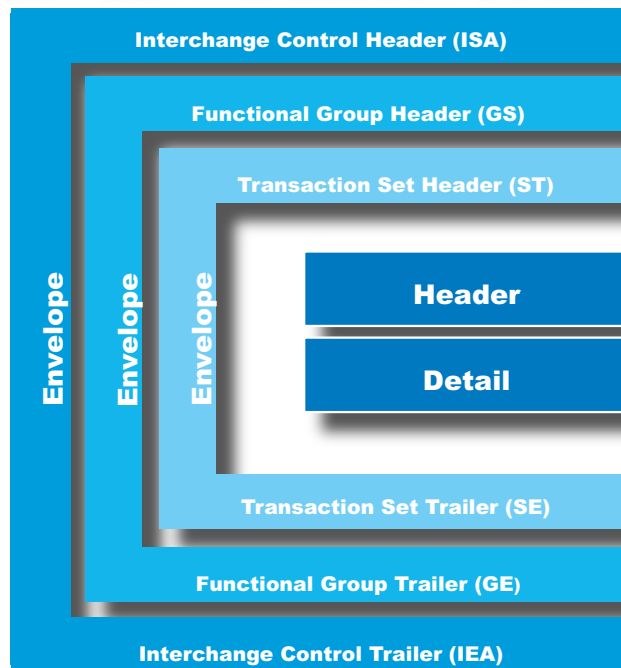 Interchange Control Header (ISA)
Functional Group Header (GS)
Transaction Set Header (ST)
Envelope
Envelope
Envelope
Header
Detail
Transaction Set Trailer (SE)
Functional Group Trailer (GE)
Interchange Control Trailer (IEA)